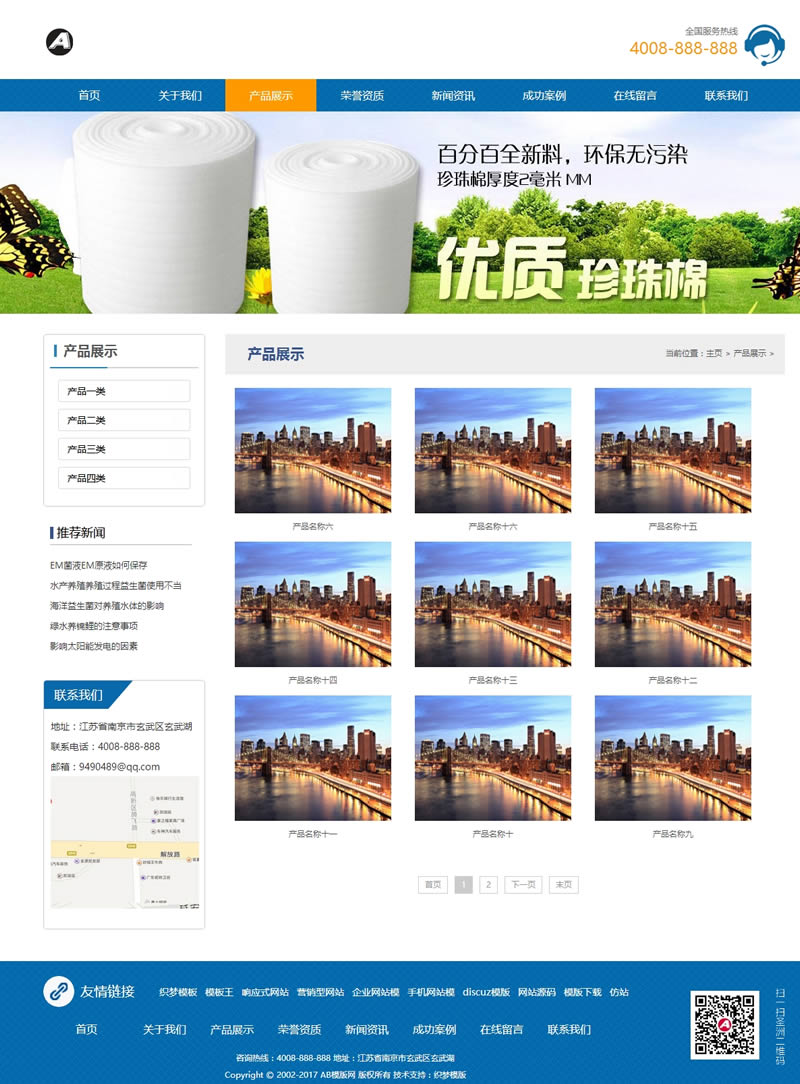 A
全国服务热线
4008-888-888
首页 关于我们 产品展示 荣誉资质 新闻资讯 成功案例 在线留言 联系我们
百分百全新料，环保无污染
珍珠棉厚度2毫米 MM
优质 珍珠棉
产品展示
产品一类
产品二类
产品三类
产品四类
推荐新闻
EM菌液EM原液如何保存
水产养殖养殖过程益生菌使用不当
海洋益生菌对养殖水体的影响
绿水养锦鲤的注意事项
影响太阳能发电的因素
联系我们
地址：江苏省南京市玄武区玄武湖
联系电话：4008-888-888
邮箱：9490489@qq.com
解放路
产品展示
当前位置：主页 > 产品展示 >
产品名称六 产品名称十六 产品名称十五
产品名称十四 产品名称十三 产品名称十二
产品名称十一 产品名称十 产品名称九
首页 1 2 下一页 末页
友情链接 织梦模板 模板王 响应式网站 营销型网站 企业网站模 手机网站模 discuz模版 网站源码 模版下载 仿站
首页 关于我们 产品展示 荣誉资质 新闻资讯 成功案例 在线留言 联系我们
咨询热线：4008-888-888 地址：江苏省南京市玄武区玄武湖
Copyright © 2002-2017 AB模版网 版权所有 技术支持：织梦模版
扫一扫圣洲二维码